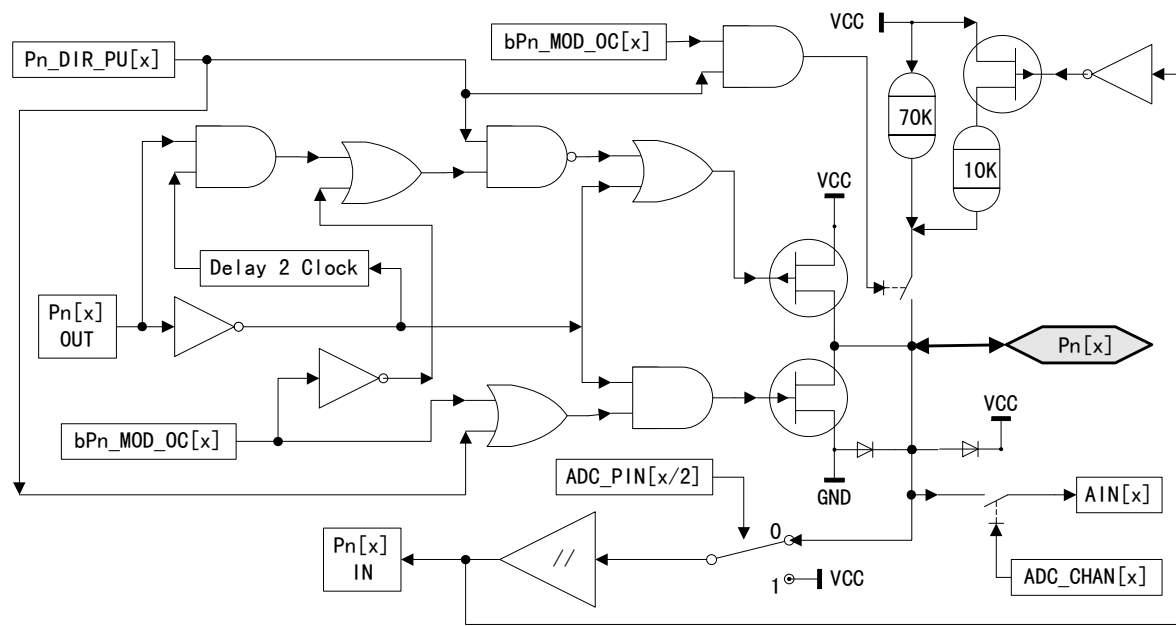 bPn_MOD_OC[x]
VCC
Pn_DIR_PU[x]
70K
10K
VCC
Delay 2 Clock
Pn[x]
OUT
Pn[x]
VCC
bPn_MOD_OC[x]
ADC_PIN[x/2]
GND
AIN[x]
0
Pn[x]
IN
//
1
VCC
ADC_CHAN[x]